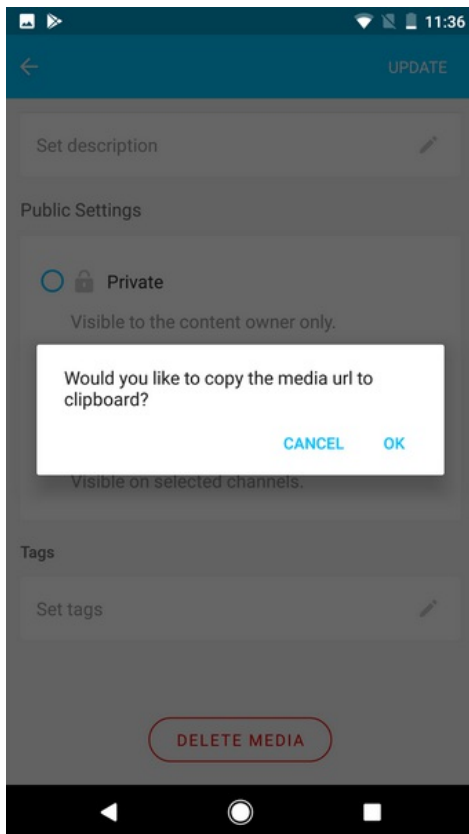 11:36
UPDATE
Set description
Public Settings
Private
Visible to the content owner only.
Would you like to copy the media url to
clipboard?
CANCEL OK
Visible on selected channels.
Tags
Set tags
DELETE MEDIA